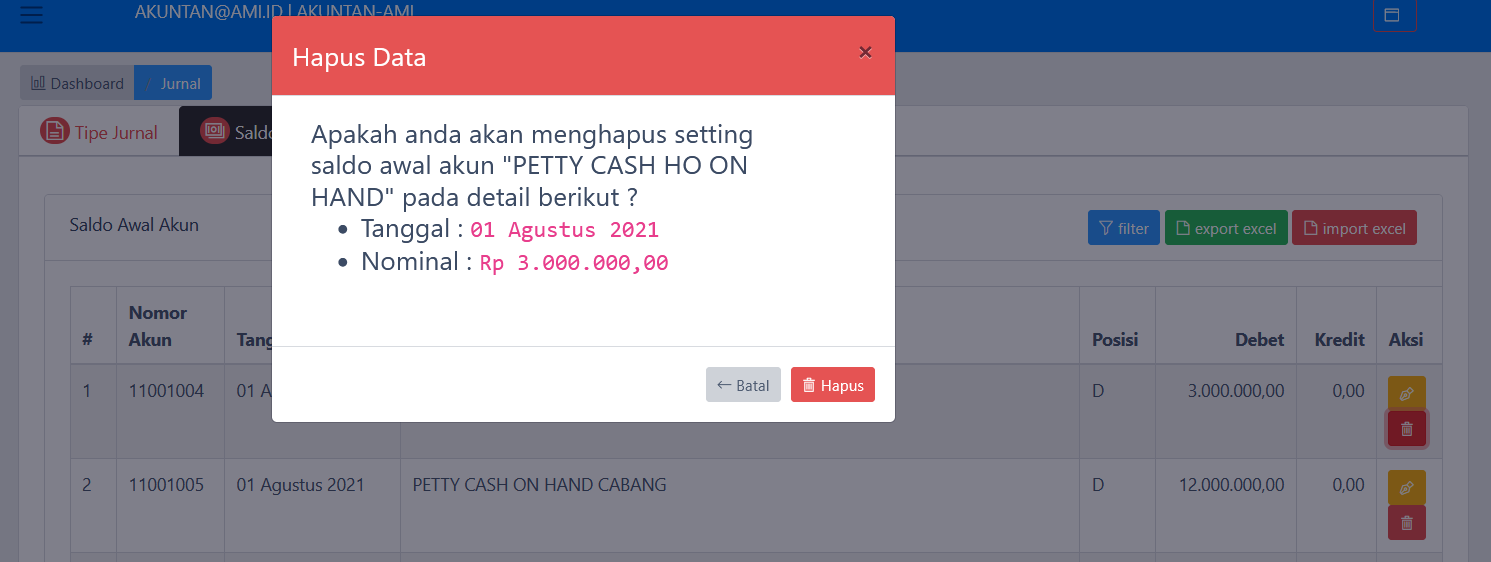 AKUNTAN@AMI.ID | AKUNTAN-AMI
Hapus Data
×
Dashboard / Jurnal
Tipe Jurnal
Apakah anda akan menghapus setting
saldo awal akun "PETTY CASH HO ON
HAND" pada detail berikut ?
• Tanggal : 01 Agustus 2021
• Nominal : Rp 3.000.000,00
Saldo Awal Akun
filter export excel import excel
← Batal Hapus
# Nomor Akun Posisi Debet Kredit Aksi
1 11001004 D 3.000.000,00 0,00
2 11001005 01 Agustus 2021 PETTY CASH ON HAND CABANG D 12.000.000,00 0,00